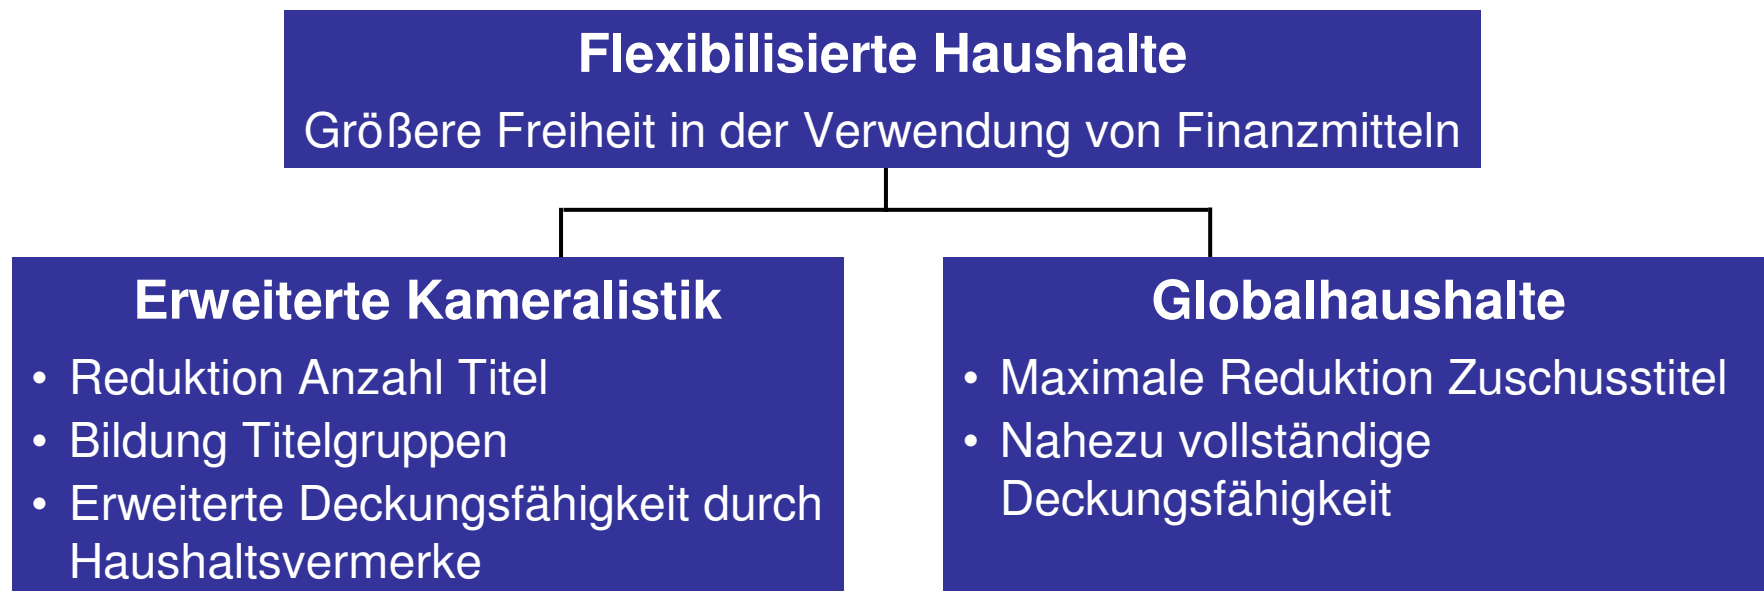 Flexibilisierte Haushalte
Größere Freiheit in der Verwendung von Finanzmitteln
Erweiterte Kameralistik
• Reduktion Anzahl Titel
• Bildung Titelgruppen
• Erweiterte Deckungsfähigkeit durch
Haushaltsvermerke
Globalhaushalte
• Maximale Reduktion Zuschusstitel
• Nahezu vollständige
Deckungsfähigkeit